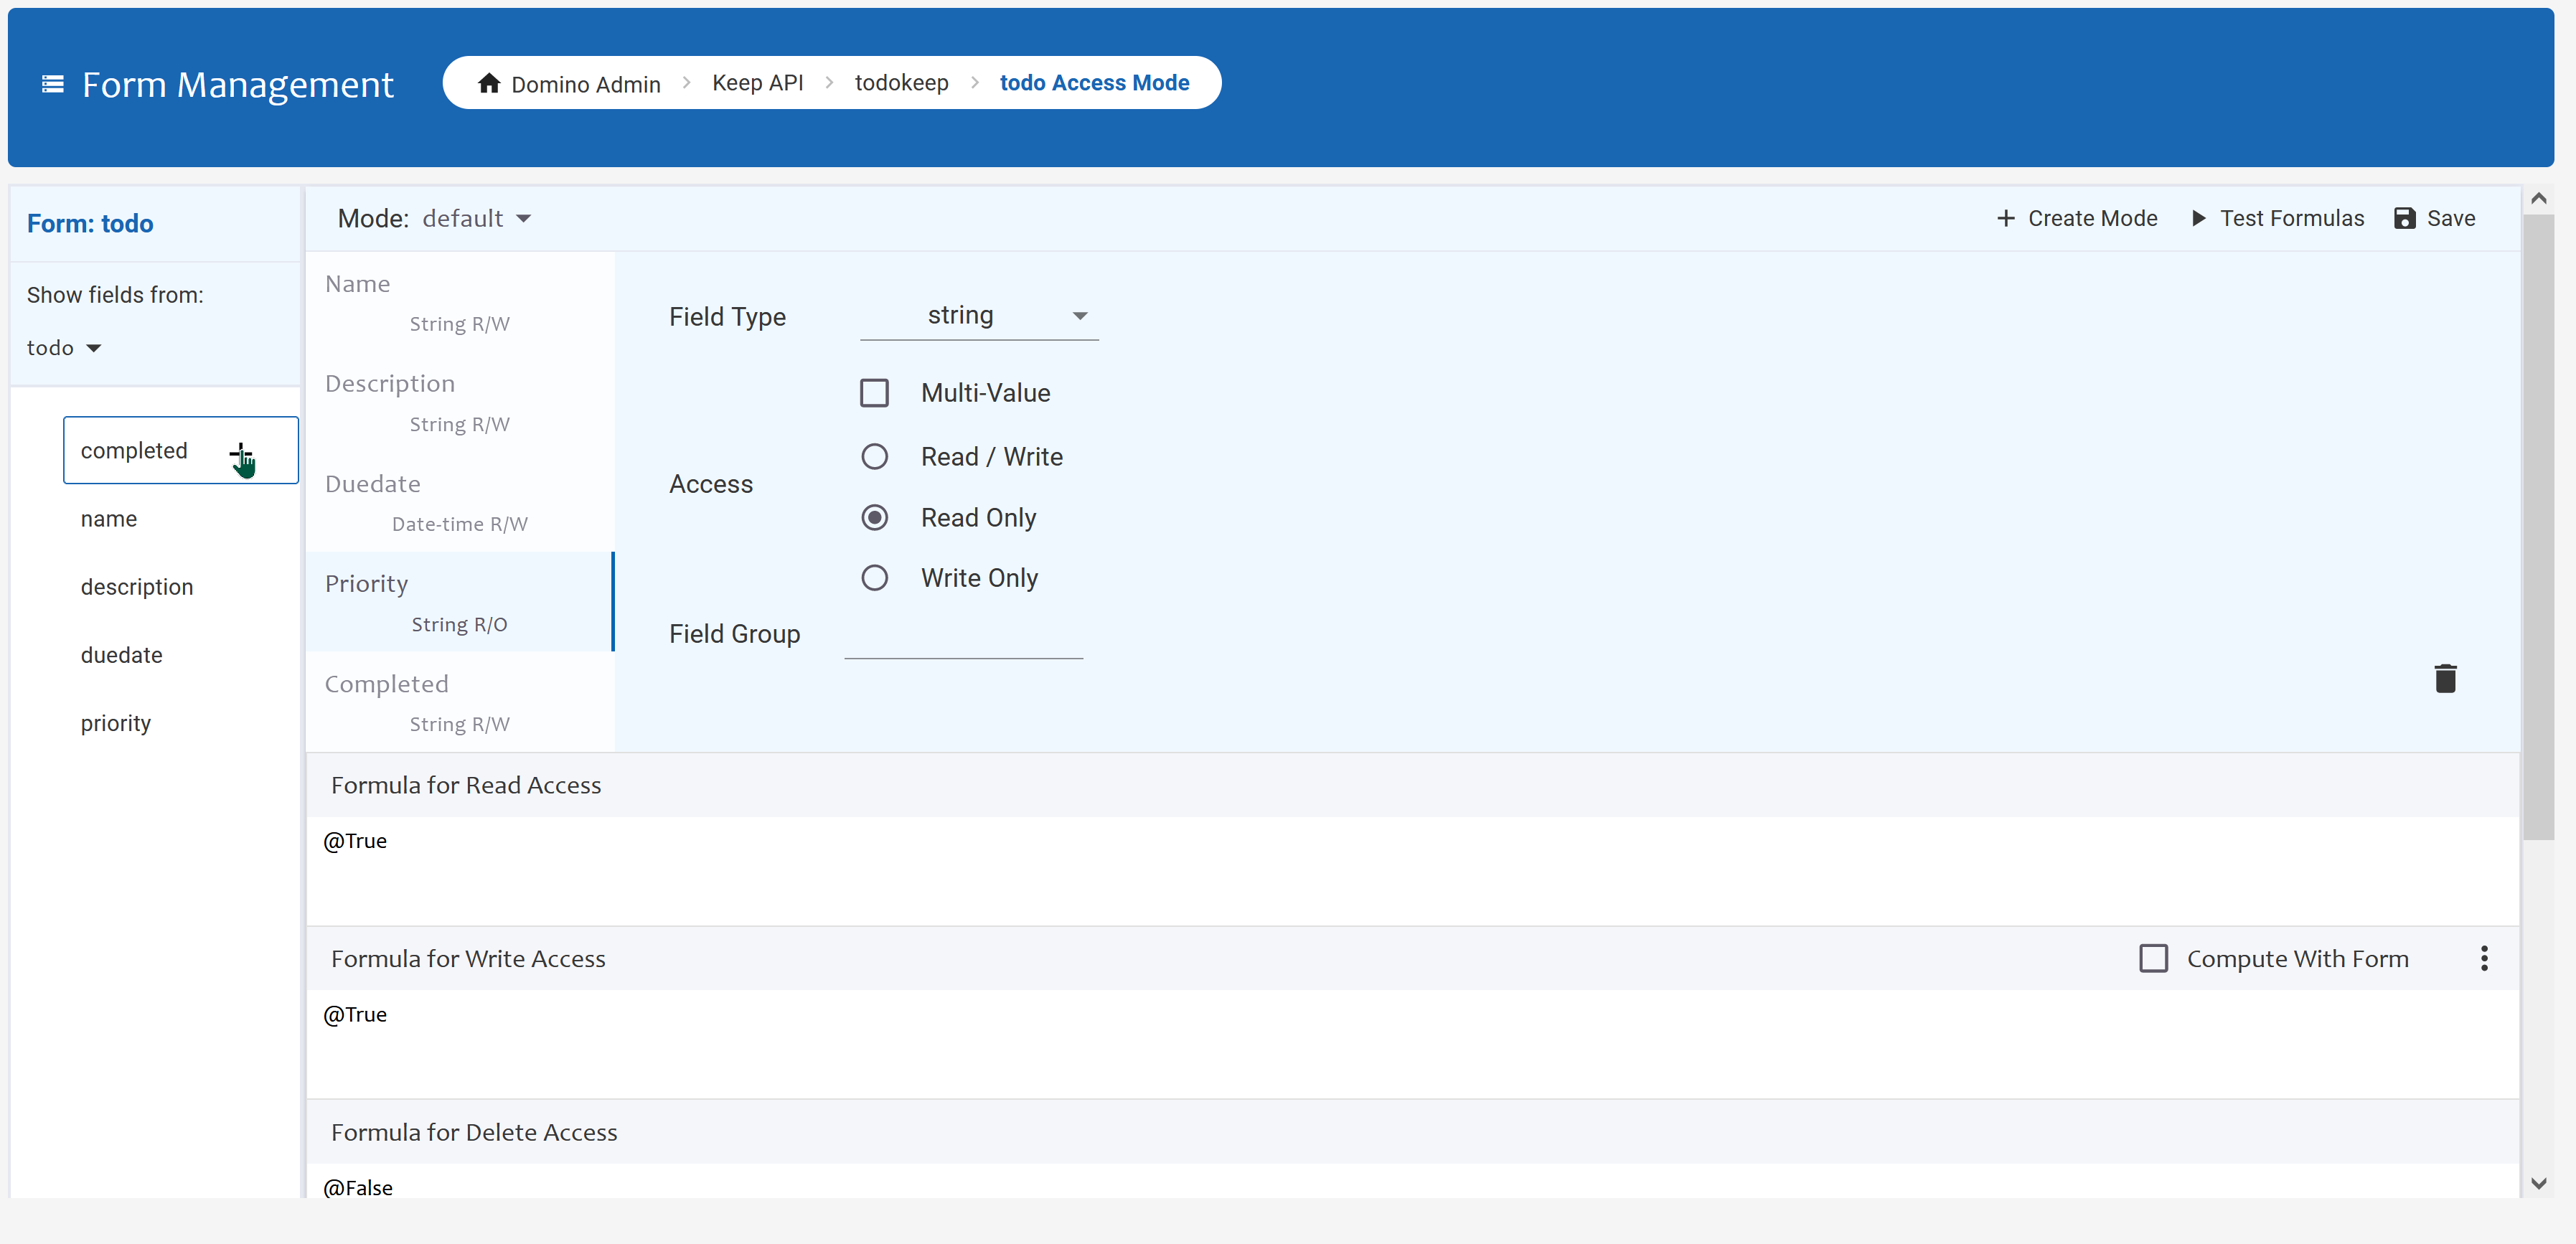 Form Management
Domino Admin > Keep API > todokeep > todo Access Mode
Form: todo
Show fields from:
todo
completed
name
description
duedate
priority
Mode: default
Create Mode
Test Formulas
Save
Name
String R/W
Description
String R/W
Duedate
Date-time R/W
Priority
String R/O
Completed
String R/W
Field Type
string
Multi-Value
Access
Read / Write
Read Only
Write Only
Field Group
Formula for Read Access
@True
Formula for Write Access
Compute With Form
@True
Formula for Delete Access
@False